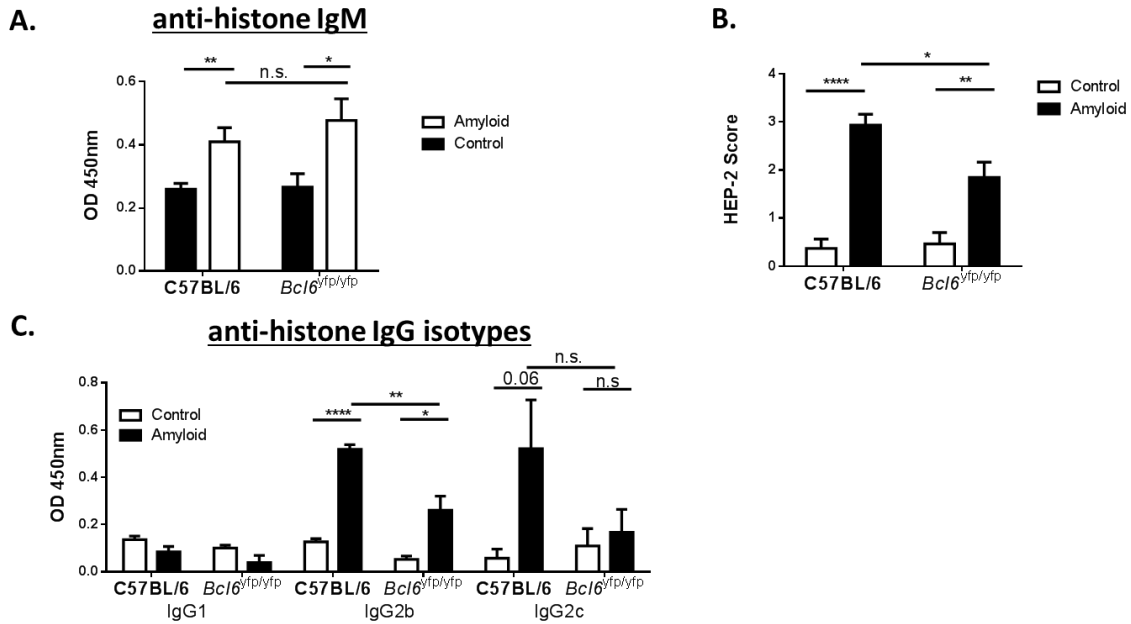 A.
anti-histone IgM
** n.s. *
0.6
0.4
0.2
0.0
OD 450nm
Amyloid
Control
C57BL/6 Bcl6yfp/yfp
B.
*
**** **
4
3
2
1
0
HEP-2 Score
Control
Amyloid
C57BL/6 Bcl6yfp/yfp
C.
anti-histone IgG isotypes
n.s.
0.06 n.s
**
**** *
0.8
0.6
0.4
0.2
0.0
OD 450nm
Control
Amyloid
C57BL/6 Bcl6yfp/yfp C57BL/6 Bcl6yfp/yfp C57BL/6 Bcl6yfp/yfp
IgG1 IgG2b IgG2c